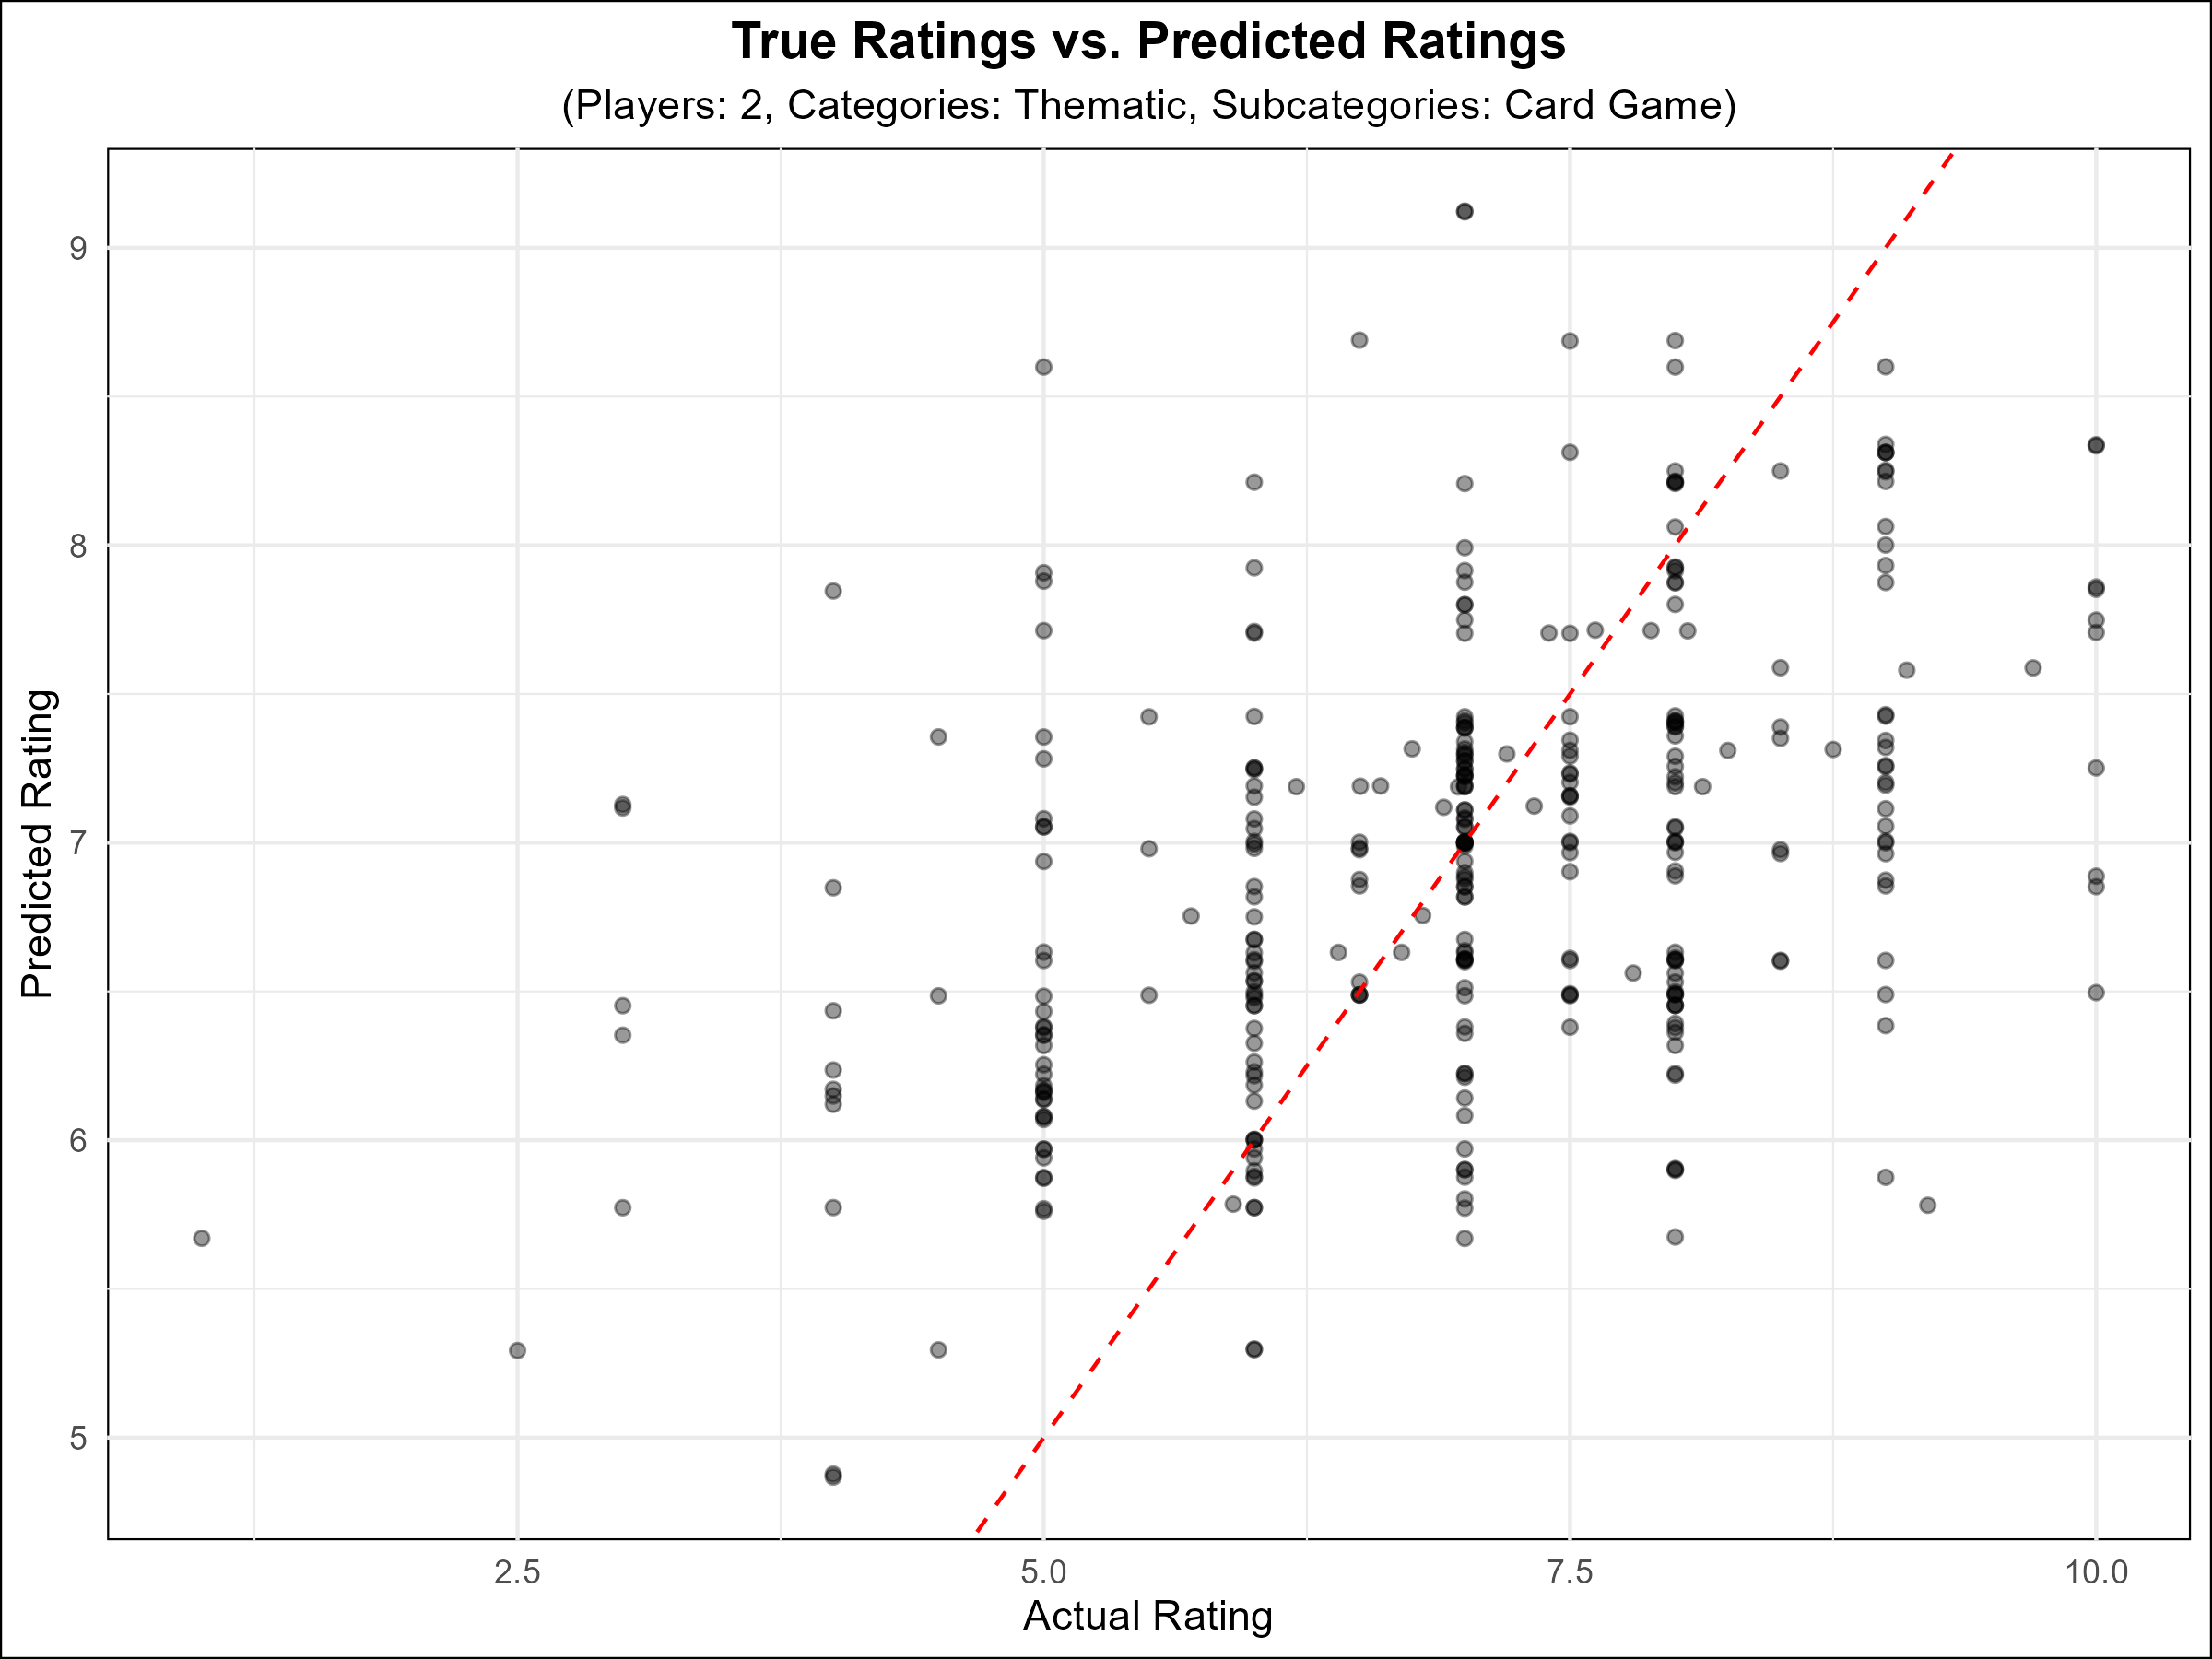 True Ratings vs. Predicted Ratings
(Players: 2, Categories: Thematic, Subcategories: Card Game)
Predicted Rating
9
8
7
6
5
2.5
5.0
7.5
10.0
Actual Rating